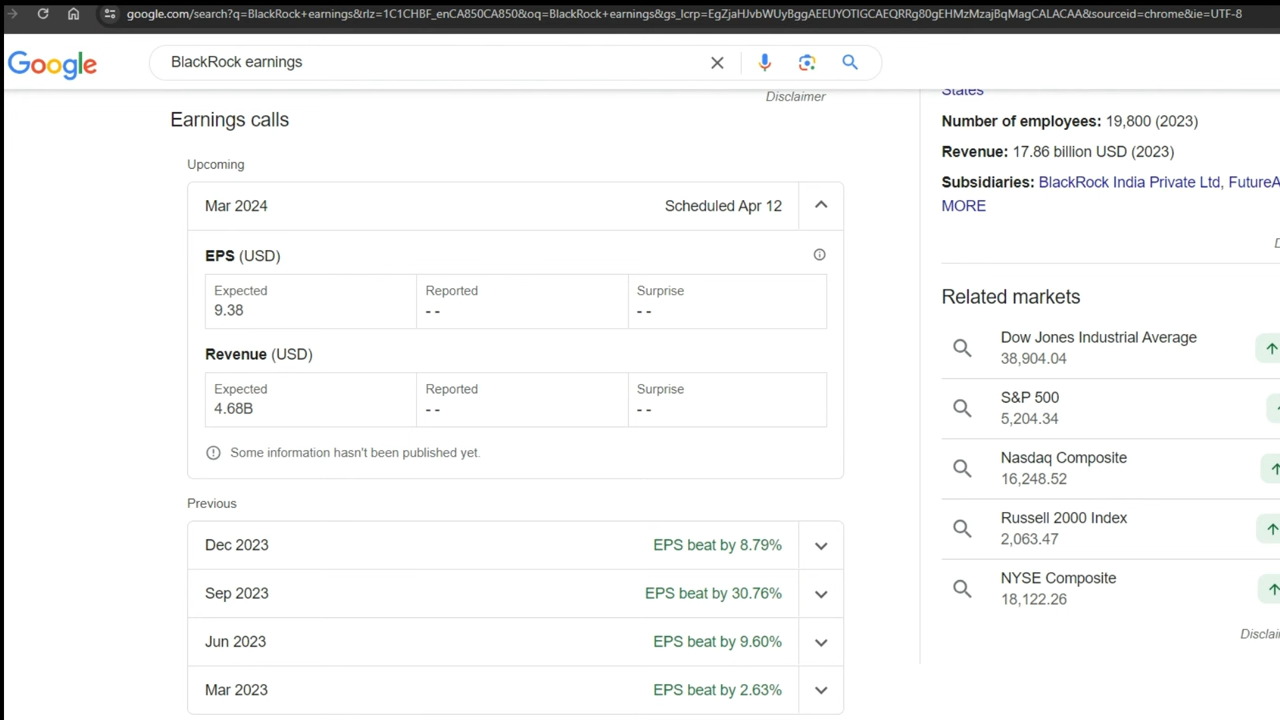 google.com/search?q=BlackRock+earnings&rlz=1C1CHBF_enCA850CA850&oq=BlackRock+earnings&gs_lcrp=EgZjaHJvbWUyBggAEEUYOTIGCAEQRRg80gEHMzMzajBqMagCALACAA&sourceid=chrome&ie=UTF-8
Google
BlackRock earnings
Disclaimer
Earnings calls
Upcoming
Mar 2024 Scheduled Apr 12
EPS (USD)
Expected Reported Surprise
9.38 - - - -
Revenue (USD)
Expected Reported Surprise
4.68B - - - -
Some information hasn't been published yet.
Previous
Dec 2023 EPS beat by 8.79%
Sep 2023 EPS beat by 30.76%
Jun 2023 EPS beat by 9.60%
Mar 2023 EPS beat by 2.63%
States
Number of employees: 19,800 (2023)
Revenue: 17.86 billion USD (2023)
Subsidiaries: BlackRock India Private Ltd, FutureA
MORE
D
Related markets
Dow Jones Industrial Average
38,904.04
S&P 500
5,204.34
Nasdaq Composite
16,248.52
Russell 2000 Index
2,063.47
NYSE Composite
18,122.26
Disclai